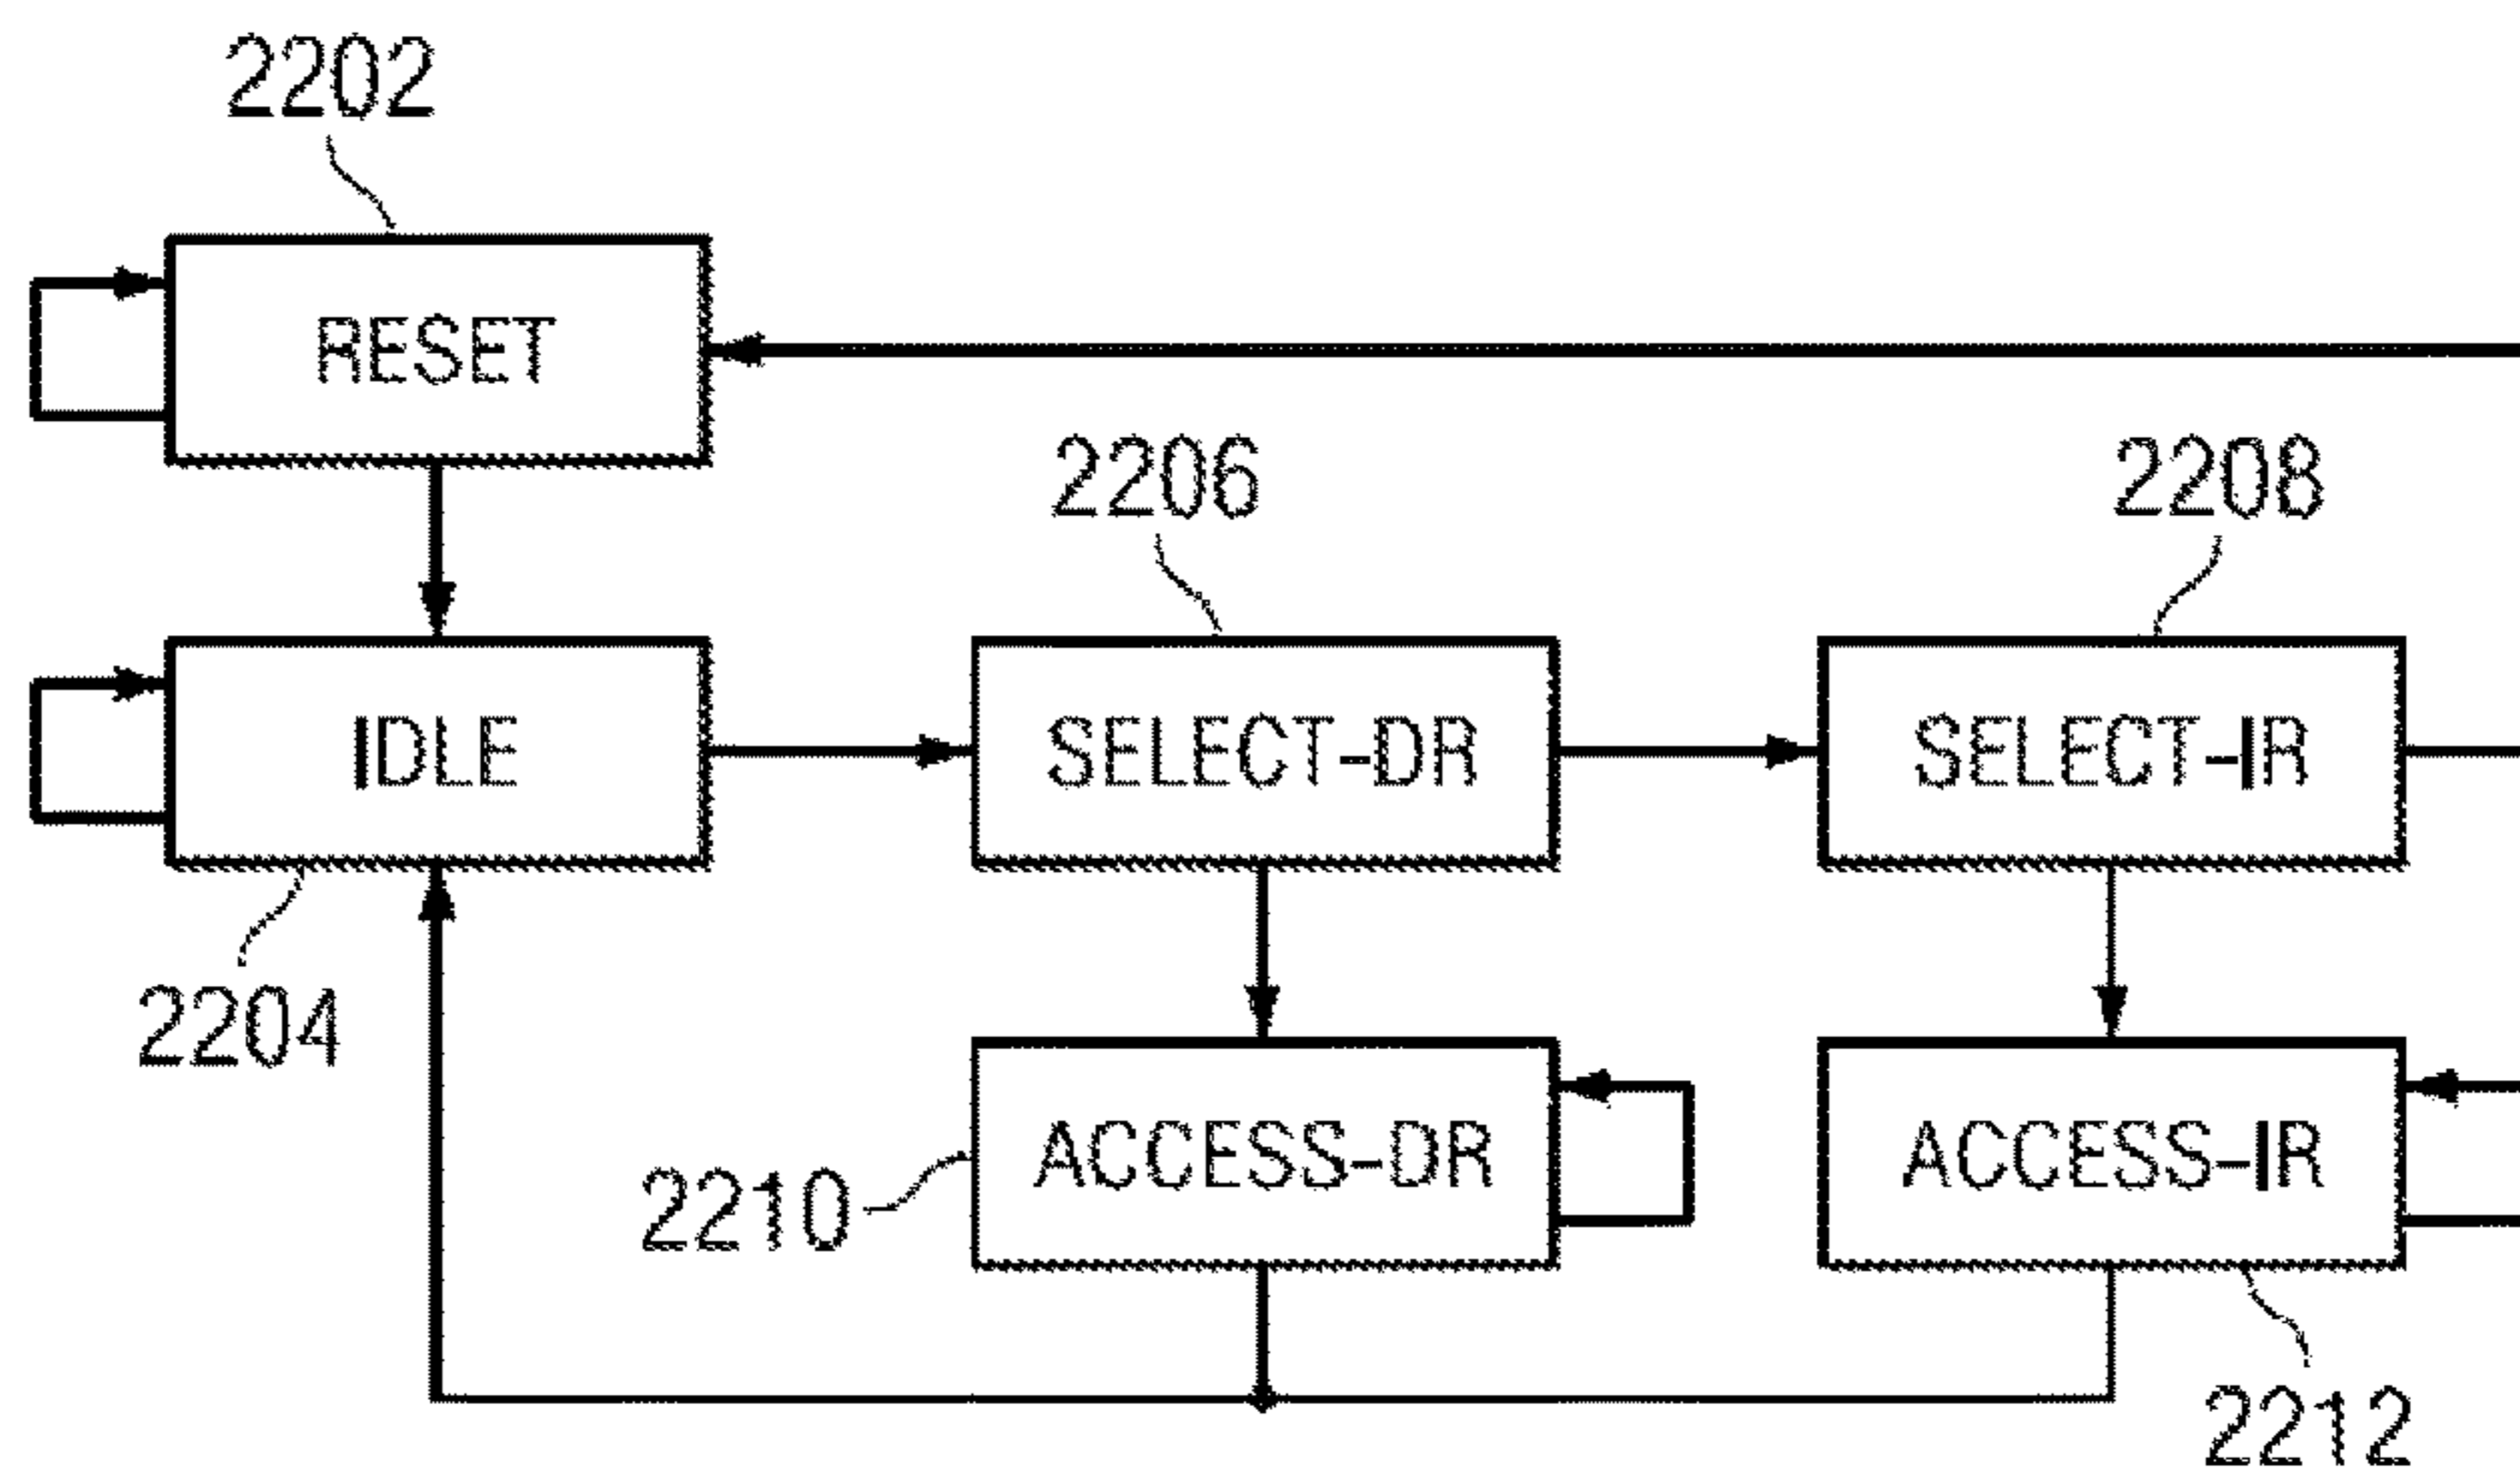 2202
RESET
2206
2208
IDLE
SELECT-DR
SELECT-IR
2204
ACCESS-DR
ACCESS-IR
2210
2212